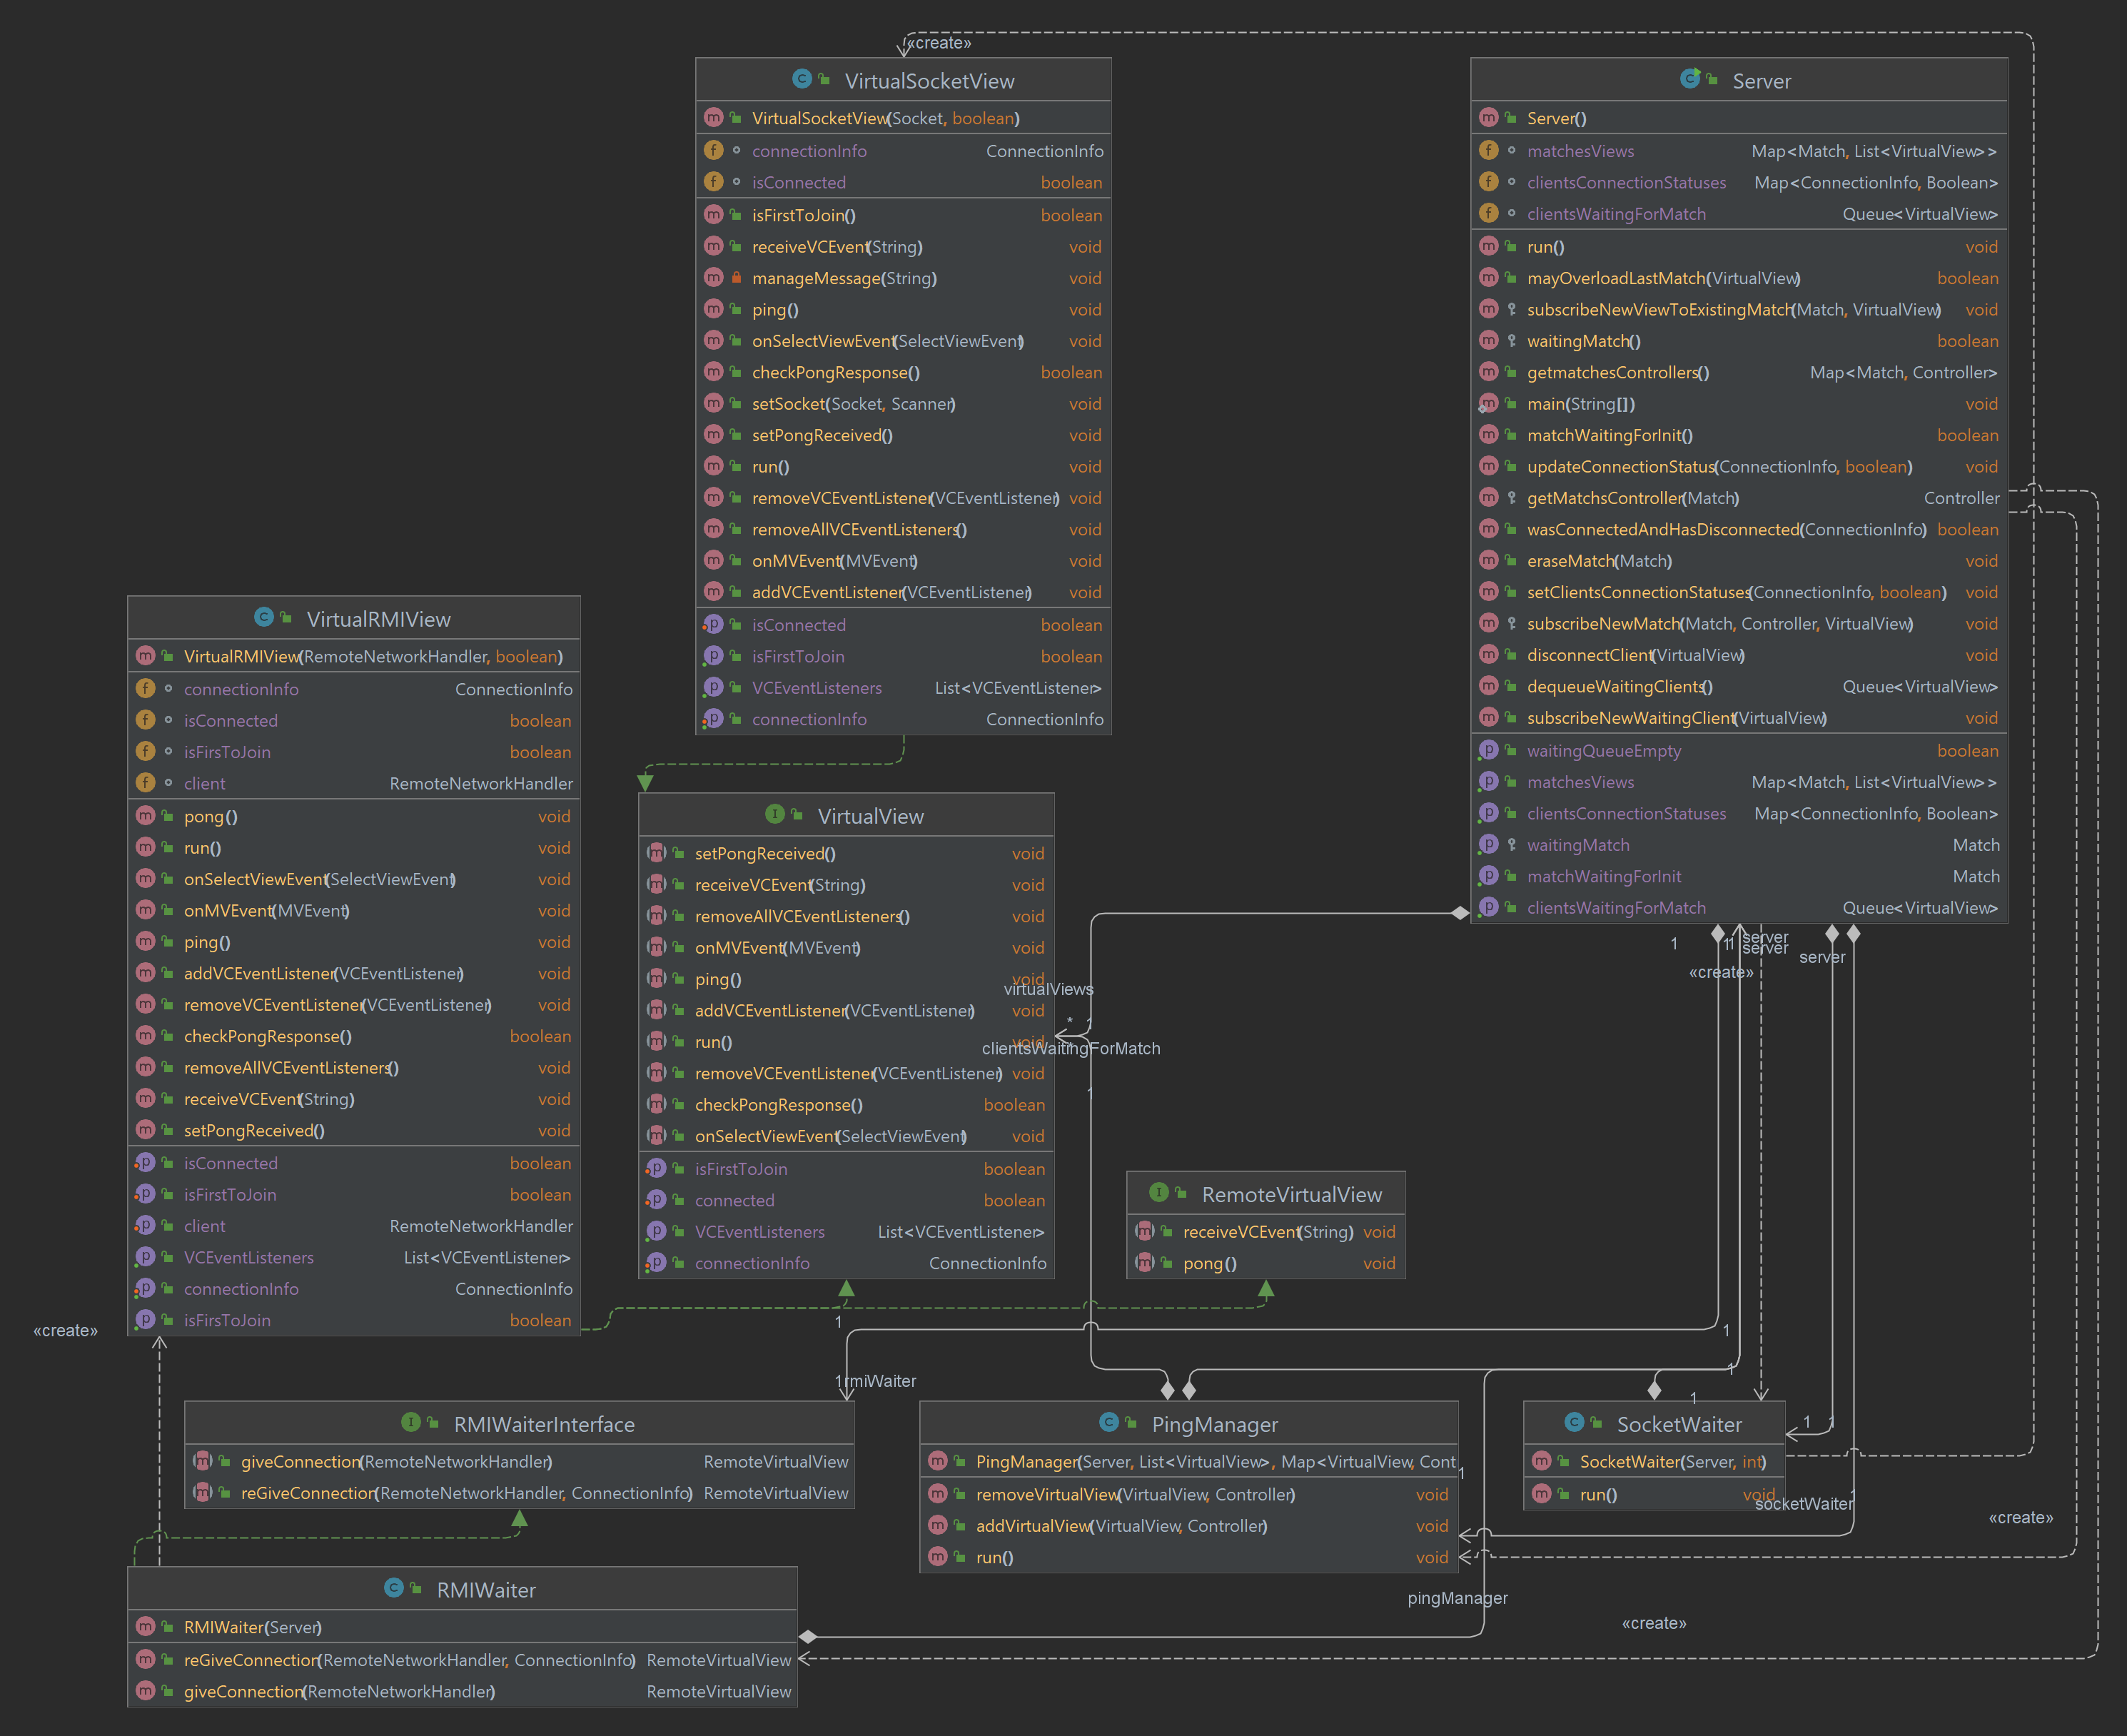 «create»
VirtualSocketView
VirtualSocketView(Socket, boolean)
connectionInfo ConnectionInfo
isConnected boolean
isFirstToJoin() boolean
receiveVCEvent(String) void
manageMessage(String) void
ping() void
onSelectViewEvent(SelectViewEvent) void
checkPongResponse() boolean
setSocket(Socket, Scanner) void
setPongReceived() void
run() void
removeVCEventListener(VCEventListener) void
removeAllVCEventListeners() void
onMVEvent(MVEvent) void
addVCEventListener(VCEventListener) void
isConnected boolean
isFirstToJoin boolean
VCEventListeners List<VCEventListener>
connectionInfo ConnectionInfo
Server
Server()
matchesViews Map<Match, List<VirtualView>>
clientsConnectionStatuses Map<ConnectionInfo, Boolean>
clientsWaitingForMatch Queue<VirtualView>
run() void
mayOverloadLastMatch(VirtualView) boolean
subscribeNewViewToExistingMatch(Match, VirtualView) void
waitingMatch() boolean
getmatchesControllers() Map<Match, Controller>
main(String[]) void
matchWaitingForInit() boolean
updateConnectionStatus(ConnectionInfo, boolean) void
getMatchsController(Match) Controller
wasConnectedAndHasDisconnected(ConnectionInfo) boolean
eraseMatch(Match) void
setClientsConnectionStatuses(ConnectionInfo, boolean) void
subscribeNewMatch(Match, Controller, VirtualView) void
disconnectClient(VirtualView) void
dequeueWaitingClients() Queue<VirtualView>
subscribeNewWaitingClient(VirtualView) void
waitingQueueEmpty boolean
matchesViews Map<Match, List<VirtualView>>
clientsConnectionStatuses Map<ConnectionInfo, Boolean>
waitingMatch Match
matchWaitingForInit Match
clientsWaitingForMatch Queue<VirtualView>
VirtualRMIView
VirtualRMIView(RemoteNetworkHandler, boolean)
connectionInfo ConnectionInfo
isConnected boolean
isFirsToJoin boolean
client RemoteNetworkHandler
pong() void
run() void
onSelectViewEvent(SelectViewEvent) void
onMVEvent(MVEvent) void
ping() void
addVCEventListener(VCEventListener) void
removeVCEventListener(VCEventListener) void
checkPongResponse() boolean
removeAllVCEventListeners() void
receiveVCEvent(String) void
setPongReceived() void
isConnected boolean
isFirstToJoin boolean
client RemoteNetworkHandler
VCEventListeners List<VCEventListener>
connectionInfo ConnectionInfo
isFirsToJoin boolean
VirtualView
setPongReceived() void
receiveVCEvent(String) void
removeAllVCEventListeners() void
onMVEvent(MVEvent) void
ping() void
addVCEventListener(VCEventListener) void
run() void
removeVCEventListener(VCEventListener) void
checkPongResponse() boolean
onSelectViewEvent(SelectViewEvent) void
isFirstToJoin boolean
connected boolean
VCEventListeners List<VCEventListener>
connectionInfo ConnectionInfo
virtualViews
* 1
clientsWaitingForMatch
1
1 1 1 server
server
server
«create»
RemoteVirtualView
receiveVCEvent(String) void
pong() void
«create»
1
1
1rmiWaiter
1
1
RMIWaiterInterface
giveConnection(RemoteNetworkHandler) RemoteVirtualView
reGiveConnection(RemoteNetworkHandler, ConnectionInfo) RemoteVirtualView
PingManager
PingManager(Server, List<VirtualView>, Map<VirtualView, Cont
removeVirtualView(VirtualView, Controller) void
addVirtualView(VirtualView, Controller) void
run() void
1
SocketWaiter
SocketWaiter(Server, int)
run() void
1 1
socketWaiter 1
«create»
pingManager
«create»
RMIWaiter
RMIWaiter(Server)
reGiveConnection(RemoteNetworkHandler, ConnectionInfo) RemoteVirtualView
giveConnection(RemoteNetworkHandler) RemoteVirtualView